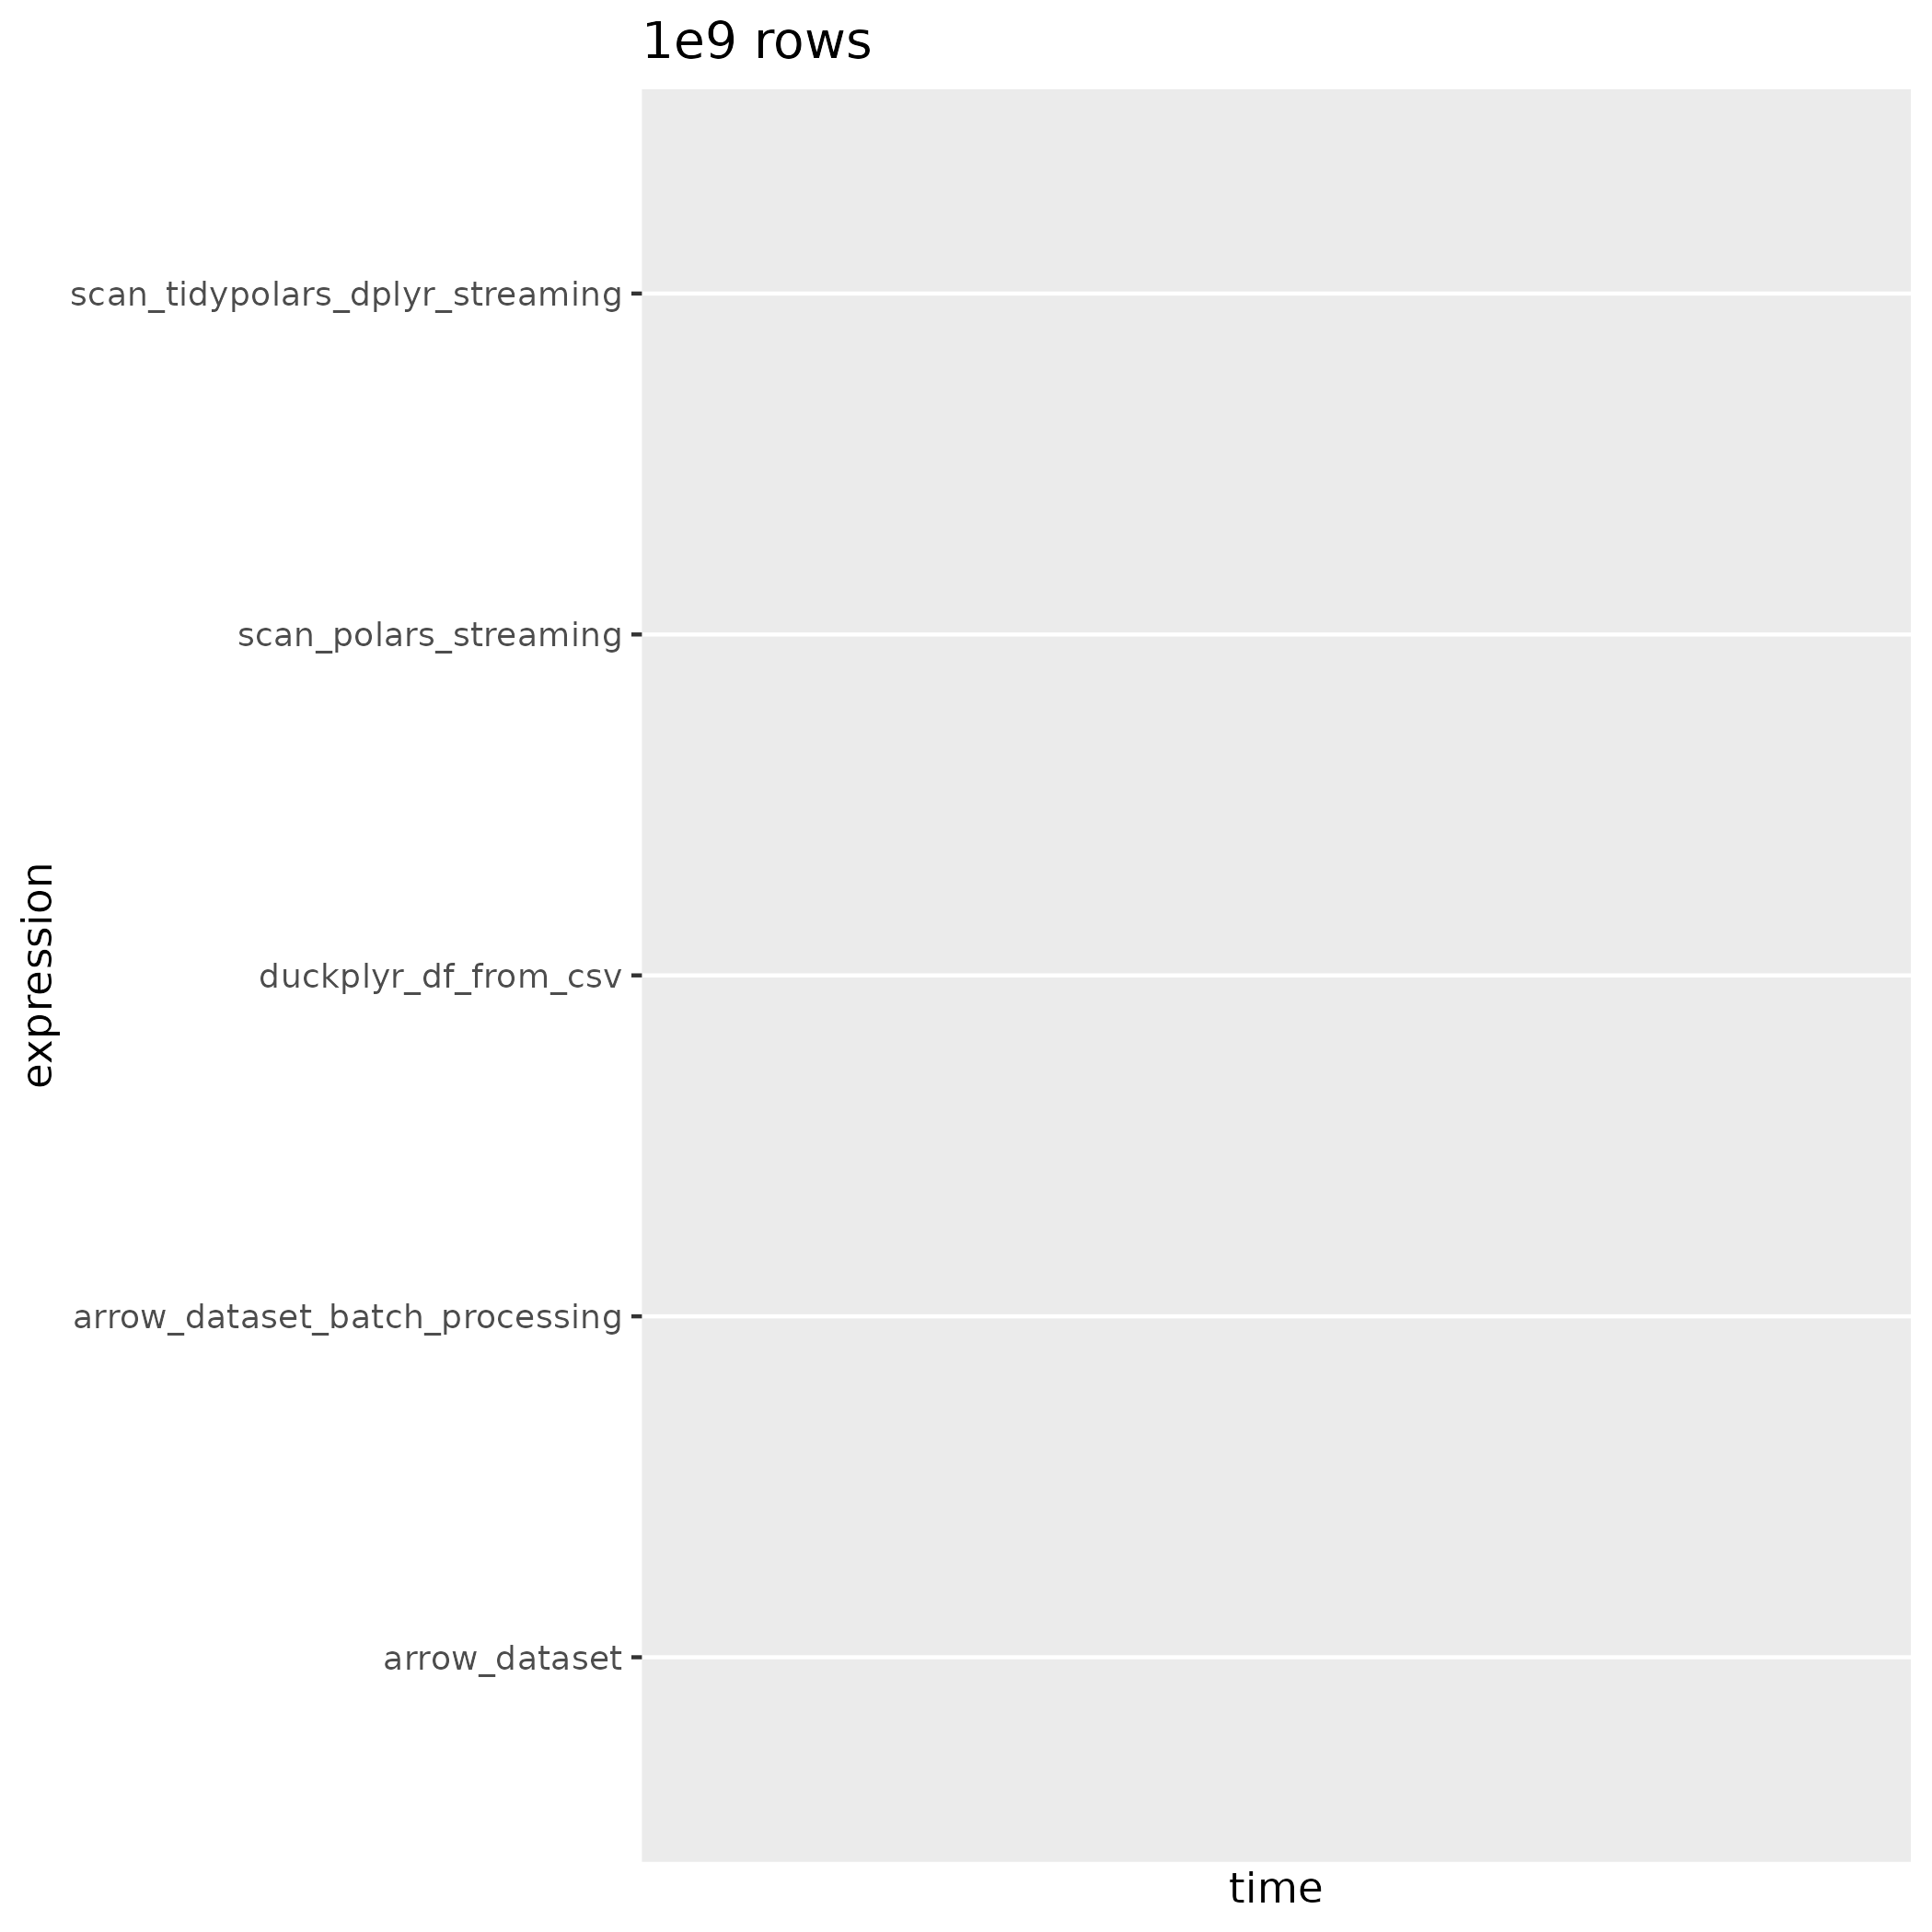 1e9 rows
scan_tidypolars_dplyr_streaming
scan_polars_streaming
duckplyr_df_from_csv
arrow_dataset_batch_processing
arrow_dataset
expression
time